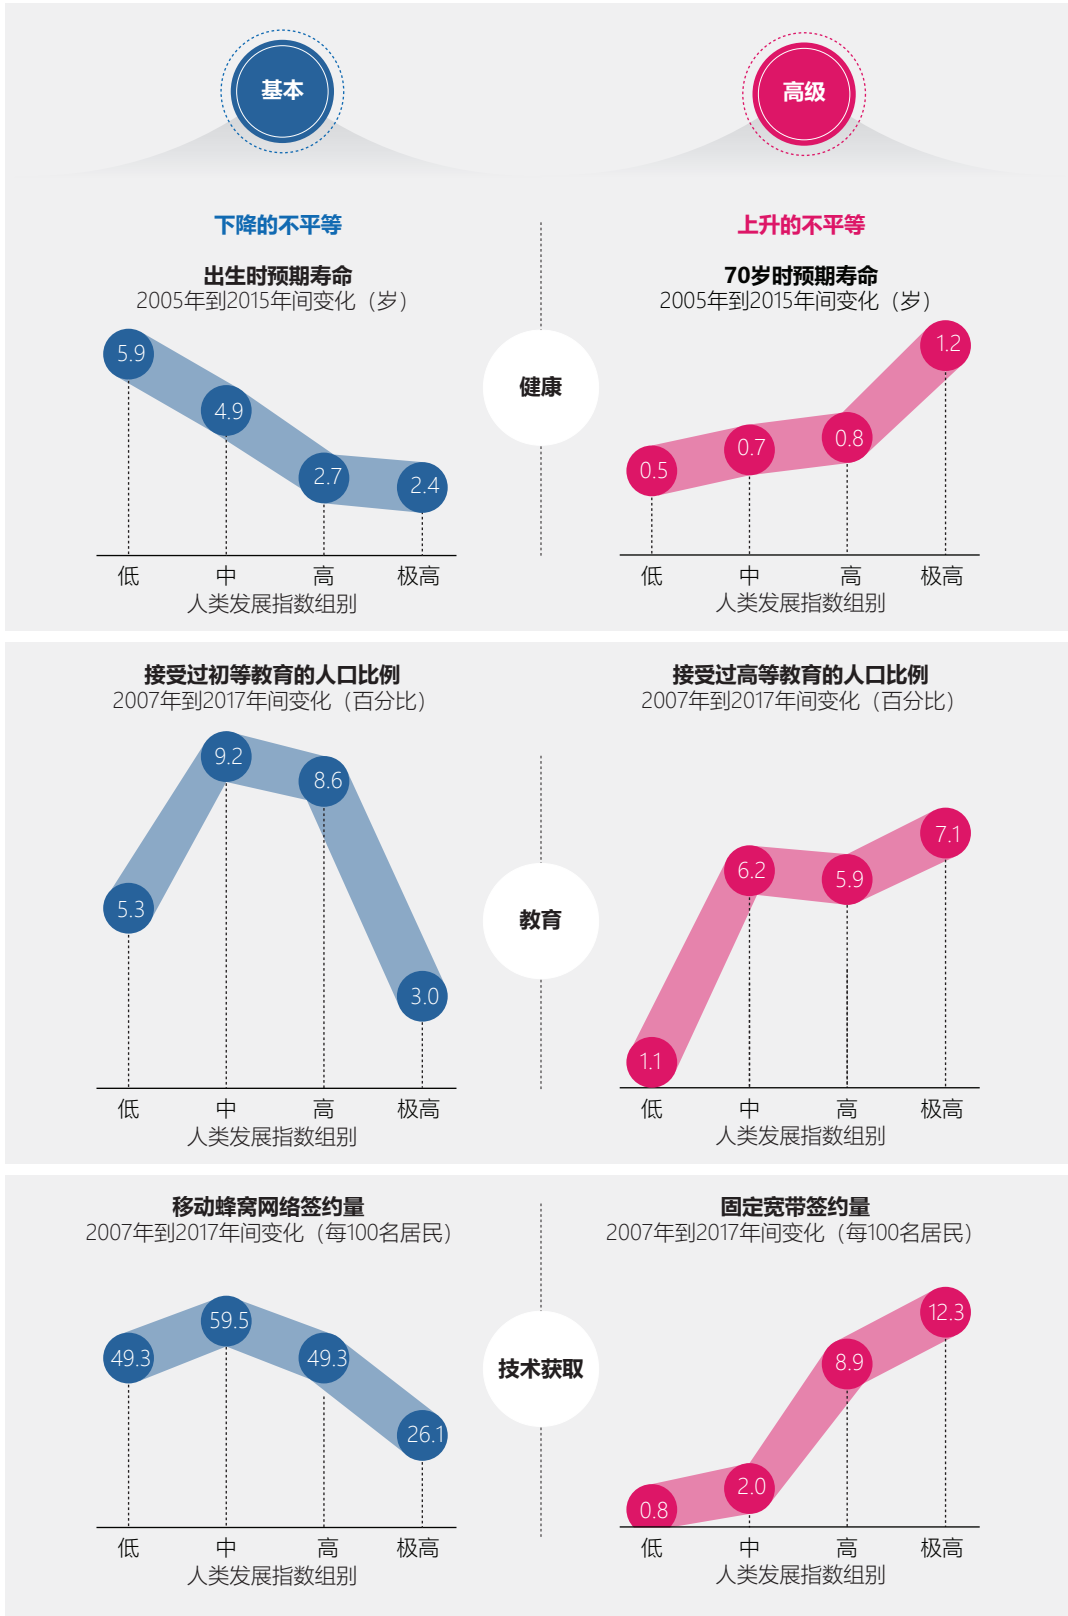 基本
高级
下降的不平等
上升的不平等
出生时预期寿命
2005年到2015年间变化（岁）
70岁时预期寿命
2005年到2015年间变化（岁）
5.9
4.9
2.7
2.4
健康
0.5
0.7
0.8
1.2
低 中 高 极高
人类发展指数组别
低 中 高 极高
人类发展指数组别
接受过初等教育的人口比例
2007年到2017年间变化（百分比）
接受过高等教育的人口比例
2007年到2017年间变化（百分比）
5.3
9.2
8.6
3.0
教育
1.1
6.2
5.9
7.1
低 中 高 极高
人类发展指数组别
低 中 高 极高
人类发展指数组别
移动蜂窝网络签约量
2007年到2017年间变化（每100名居民）
固定宽带签约量
2007年到2017年间变化（每100名居民）
49.3
59.5
49.3
26.1
技术获取
0.8
2.0
8.9
12.3
低 中 高 极高
人类发展指数组别
低 中 高 极高
人类发展指数组别